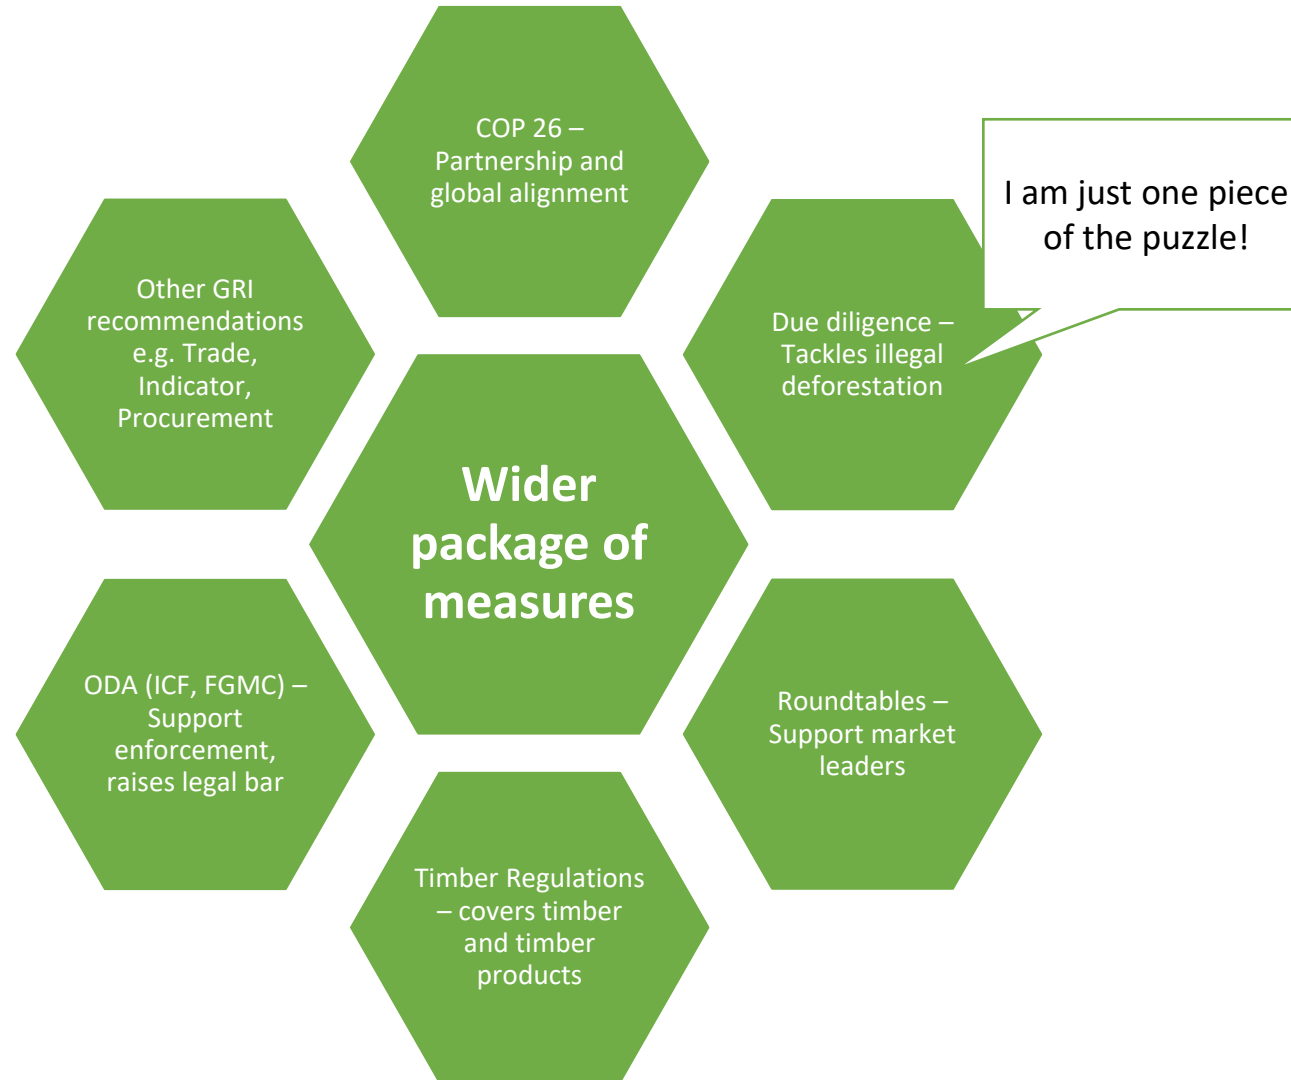 COP 26 –
Partnership and
global alignment
I am just one piece
of the puzzle!
Other GRI
recommendations
e.g. Trade,
Indicator,
Procurement
Due diligence –
Tackles illegal
deforestation
Wider
package of
measures
ODA (ICF, FGMC) –
Support
enforcement,
raises legal bar
Roundtables –
Support market
leaders
Timber Regulations
– covers timber
and timber
products